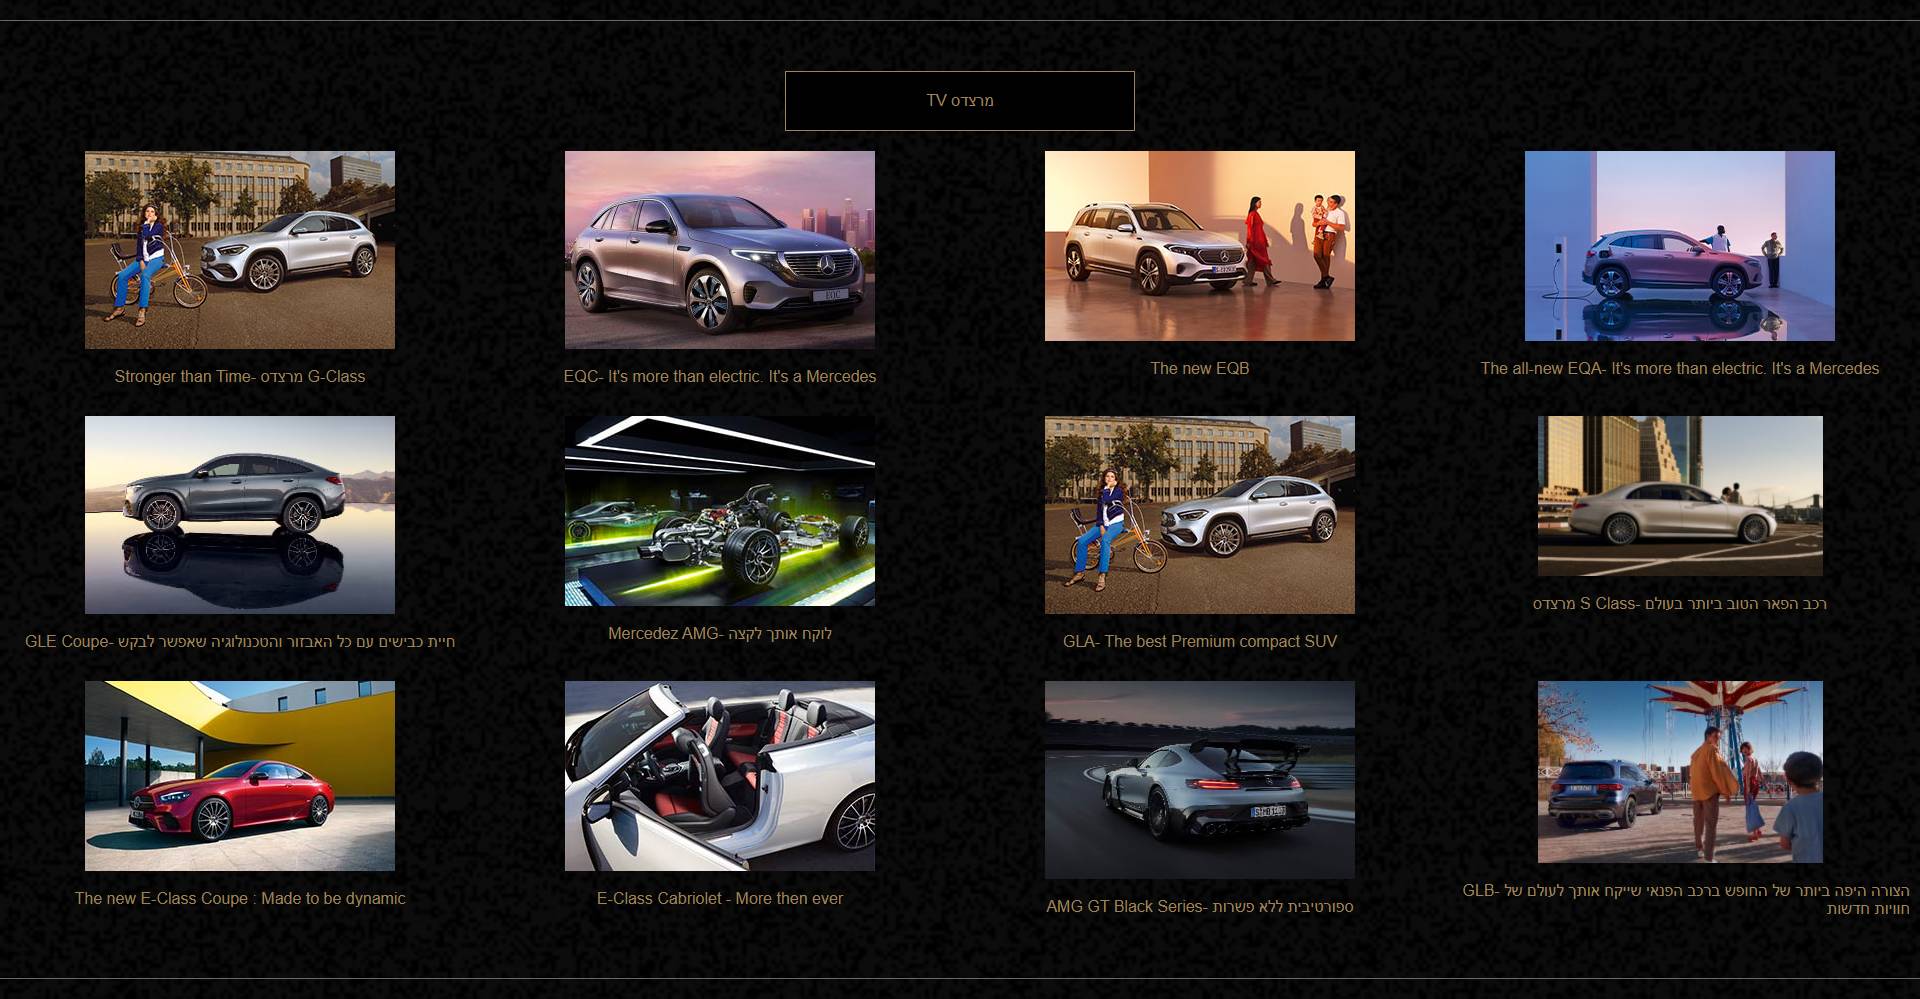 מרצדס TV
The all-new EQA- It's more than electric. It's a Mercedes
The new EQB
EQC- It's more than electric. It's a Mercedes
Stronger than Time- מרצדס G-Class
רכב הפאר הטוב ביותר בעולם -S Class מרצדס
GLA- The best Premium compact SUV
Mercedez AMG- לוקח אותך לקצה
GLE Coupe- חיית כבישים עם כל האבזור והטכנולוגיה שאפשר לבקש
הצורה היפה ביותר של החופש ברכב הפנאי שייקח אותך לעולם של -GLB
חוויות חדשות
AMG GT Black Series- ספורטיבית ללא פשרות
E-Class Cabriolet - More then ever
The new E-Class Coupe : Made to be dynamic
EQC